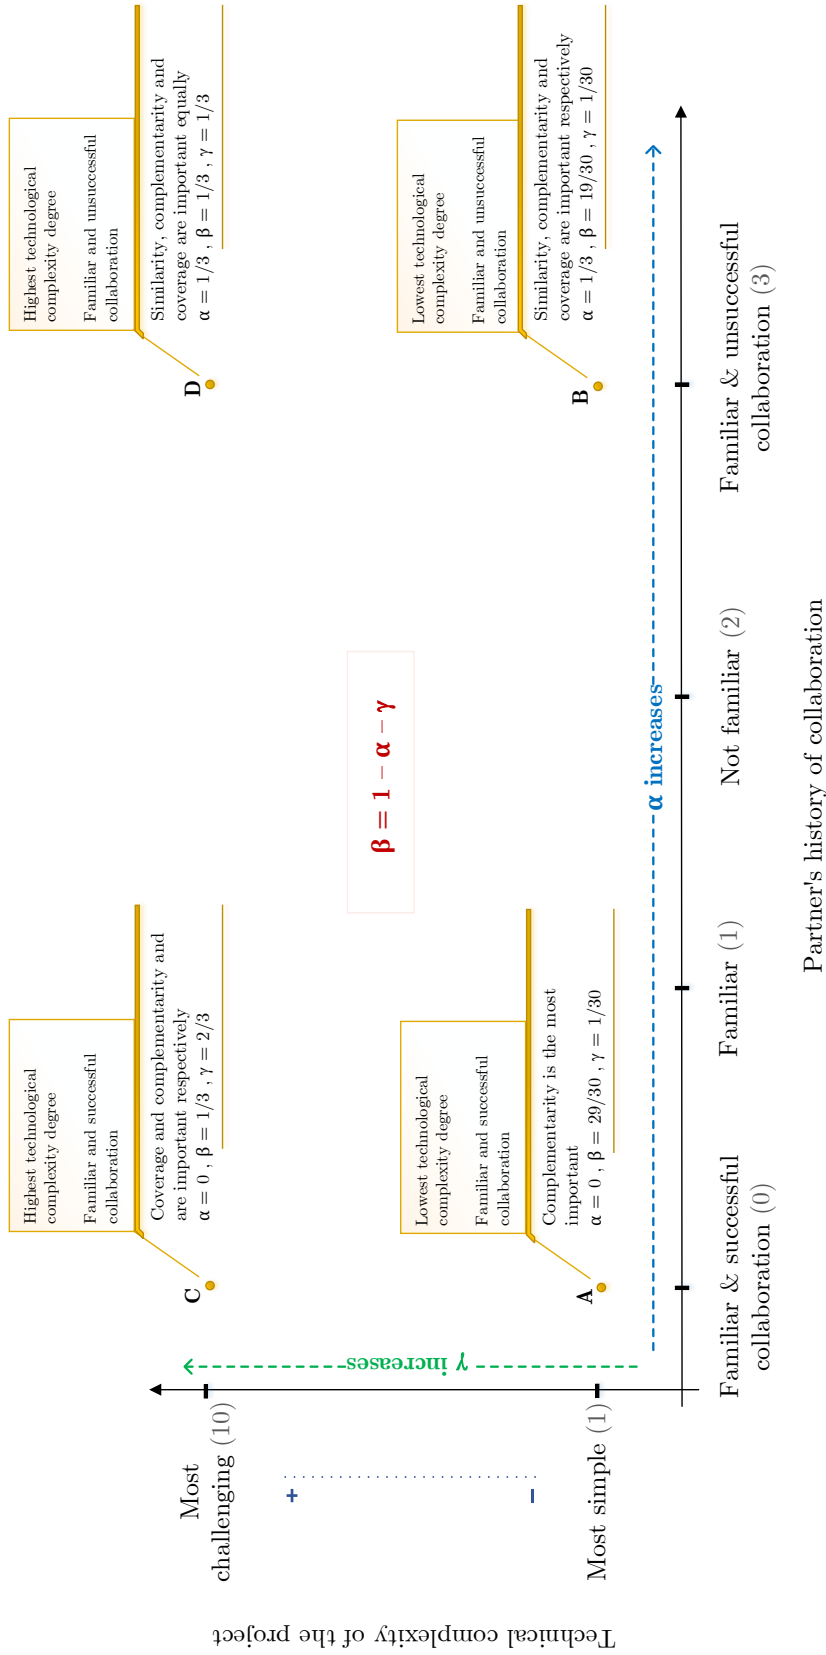 Technical complexity of the project
Most
challenging (10)
+
–
Most simple (1)
γ increases
C
Highest technological
complexity degree
Familiar and successful
collaboration
Coverage and complementarity and
are important respectively
α = 0 , β = 1/3 , γ = 2/3
D
Highest technological
complexity degree
Familiar and unsuccessful
collaboration
Similarity, complementarity and
coverage are important equally
α = 1/3 , β = 1/3 , γ = 1/3
β = 1 – α – γ
A
Lowest technological
complexity degree
Familiar and successful
collaboration
Complementarity is the most
important
α = 0 , β = 29/30 , γ = 1/30
B
Lowest technological
complexity degree
Familiar and unsuccessful
collaboration
Similarity, complementarity and
coverage are important respectively
α = 1/3 , β = 19/30 , γ = 1/30
α increases
Familiar & successful
collaboration (0)
Familiar (1)
Not familiar (2)
Familiar & unsuccessful
collaboration (3)
Partner's history of collaboration